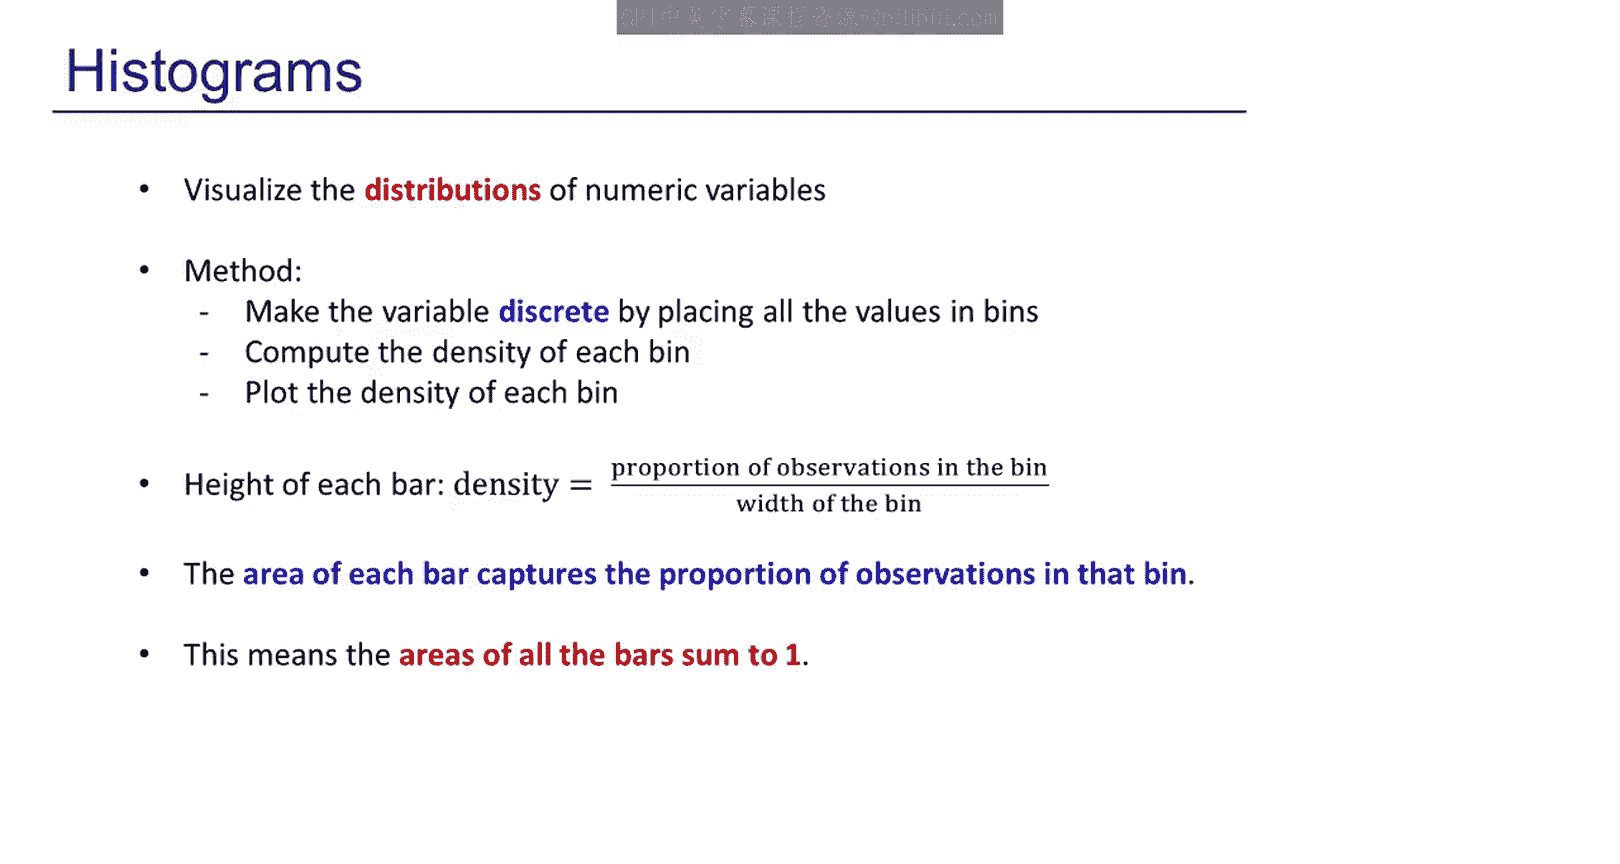 Histograms
• Visualize the distributions of numeric variables
• Method:
- Make the variable discrete by placing all the values in bins
- Compute the density of each bin
- Plot the density of each bin
• Height of each bar: density = proportion of observations in the bin / width of the bin
• The area of each bar captures the proportion of observations in that bin.
• This means the areas of all the bars sum to 1.